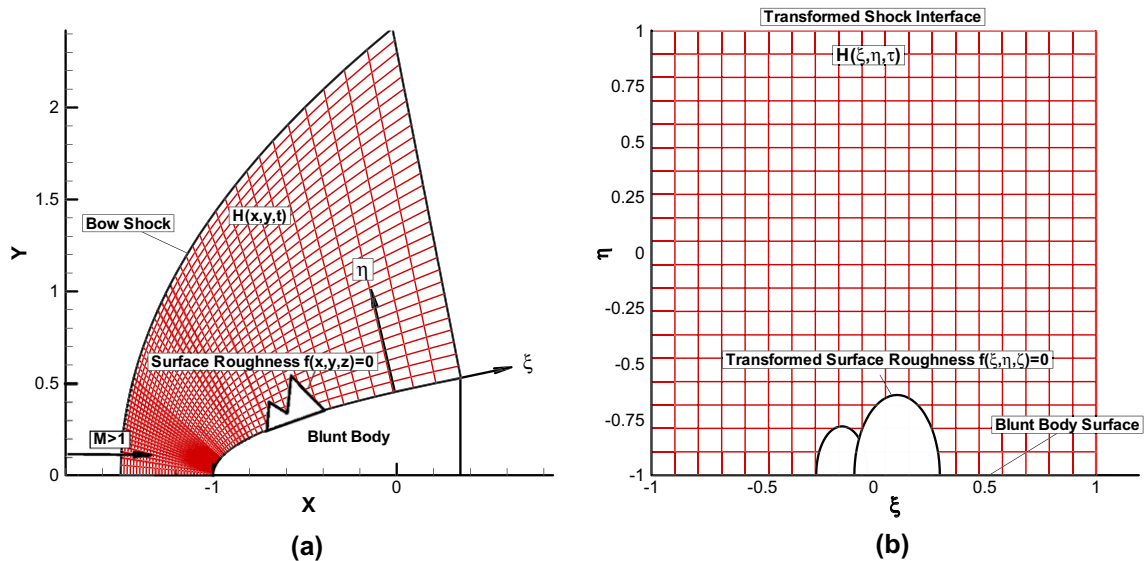 2
1.5
1
0.5
0
-1
0
Y
X
Bow Shock
H(x,y,t)
η
Surface Roughness f(x,y,z)=0
ξ
Blunt Body
M>1
(a)
Transformed Shock Interface
H(ξ,η,τ)
1
0.75
0.5
0.25
0
-0.25
-0.5
-0.75
-1
η
Transformed Surface Roughness f(ξ,η,ζ)=0
Blunt Body Surface
-1
-0.5
0
0.5
1
ξ
(b)